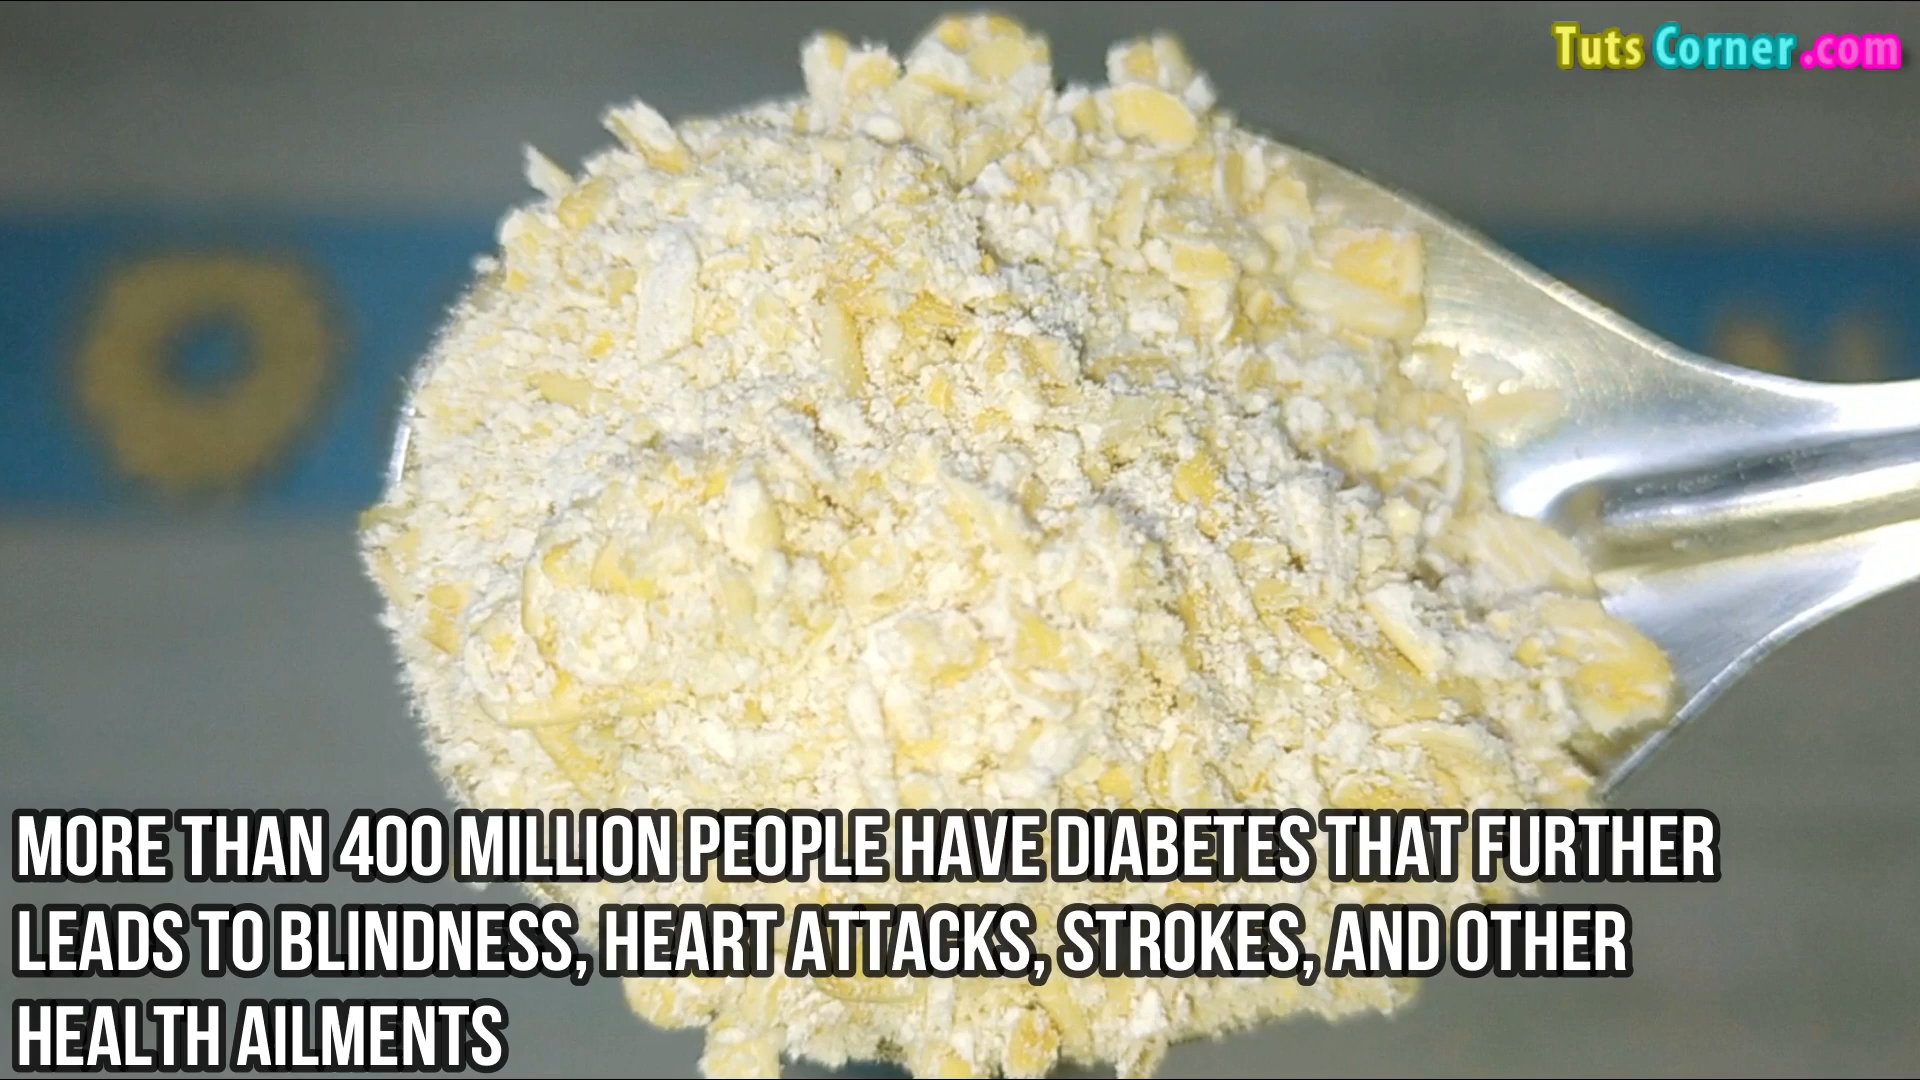 Tuts Corner.com
MORE THAN 400 MILLION PEOPLE HAVE DIABETES THAT FURTHER
LEADS TO BLINDNESS, HEART ATTACKS, STROKES, AND OTHER
HEALTH AILMENTS